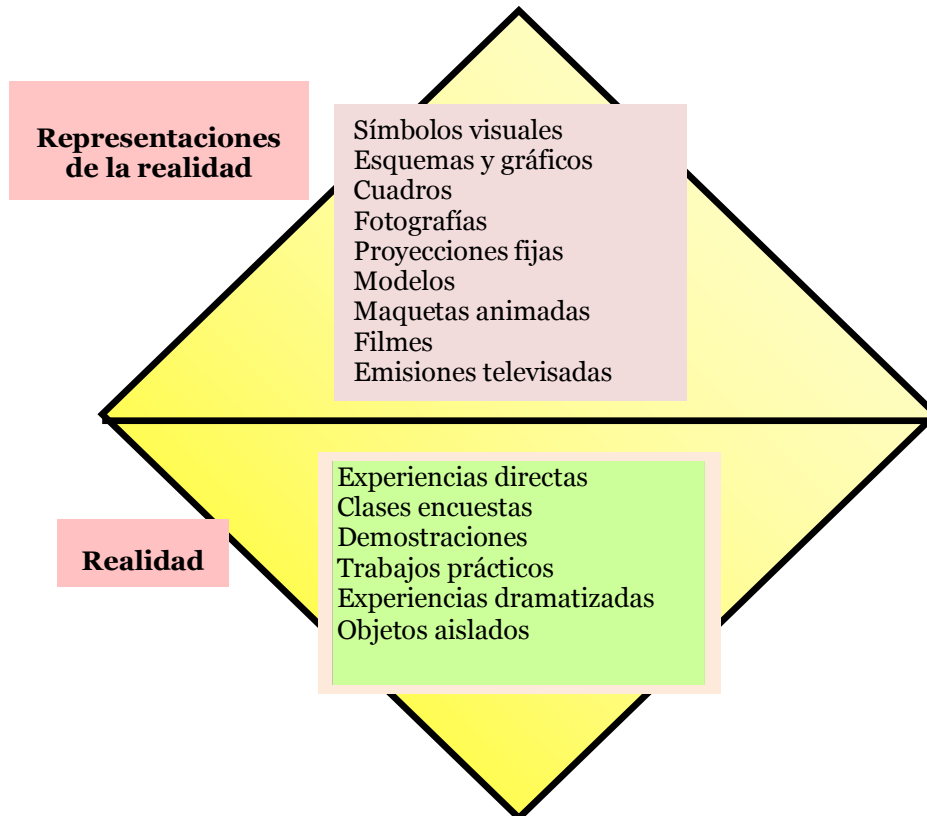 Representaciones
de la realidad
Símbolos visuales
Esquemas y gráficos
Cuadros
Fotografías
Proyecciones fijas
Modelos
Maquetas animadas
Filmes
Emisiones televisadas
Realidad
Experiencias directas
Clases encuestas
Demostraciones
Trabajos prácticos
Experiencias dramatizadas
Objetos aislados